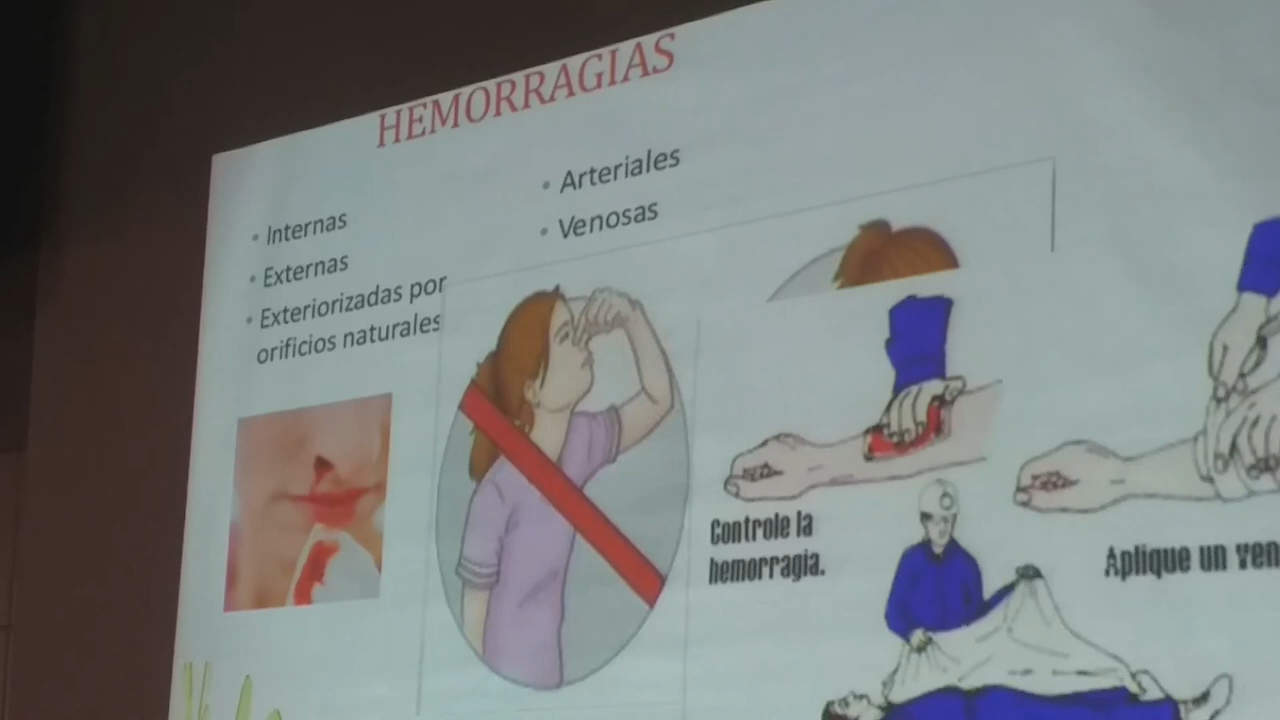 HEMORRAGIAS
• Internas
• Externas
• Exteriorizadas por
orificios naturales
• Arteriales
• Venosas
Controle la
hemorragia.
Aplique un